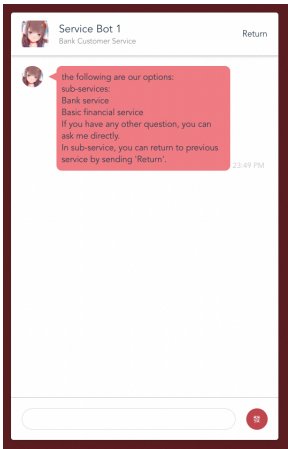 Service Bot 1
Bank Customer Service
Return
the following are our options:
sub-services:
Bank service
Basic financial service
If you have any other question, you can
ask me directly.
In sub-service, you can return to previous
service by sending 'Return'.
23:49 PM